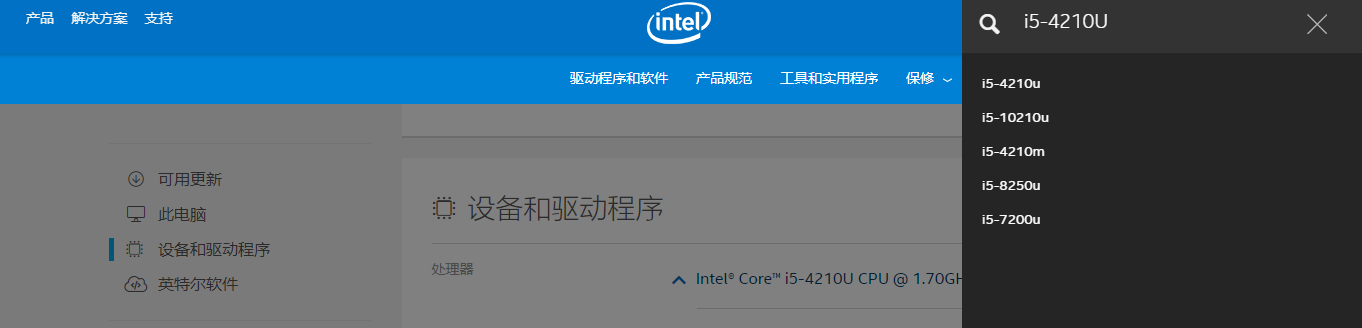 产品 解决方案 支持
intel
i5-4210U
驱动程序和软件 产品规范 工具和实用程序 保修
i5-4210u
i5-10210u
i5-4210m
i5-8250u
i5-7200u
可用更新
此电脑
设备和驱动程序
英特尔软件
设备和驱动程序
处理器
Intel® Core™ i5-4210U CPU @ 1.70GH